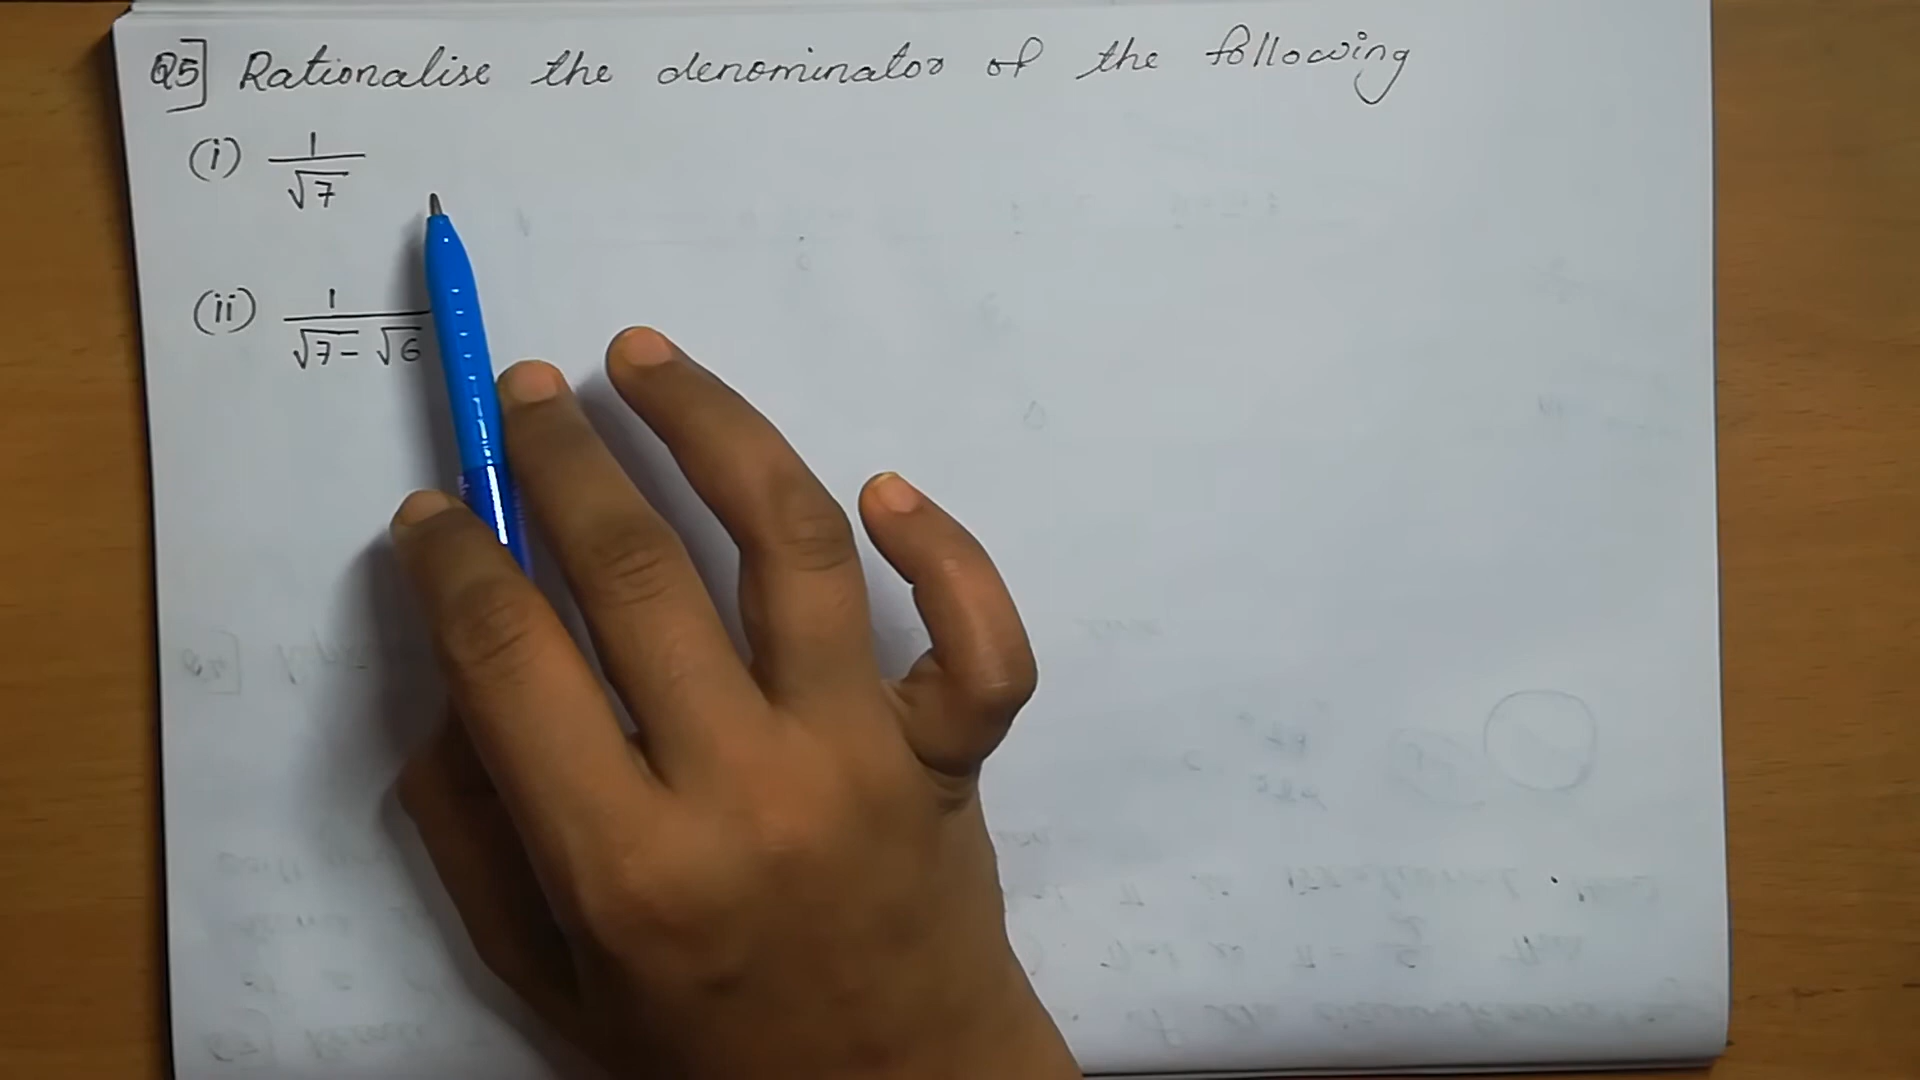 Q5] Rationalise the denominator of the following
(i) 1/√7
(ii) 1/√7-√6